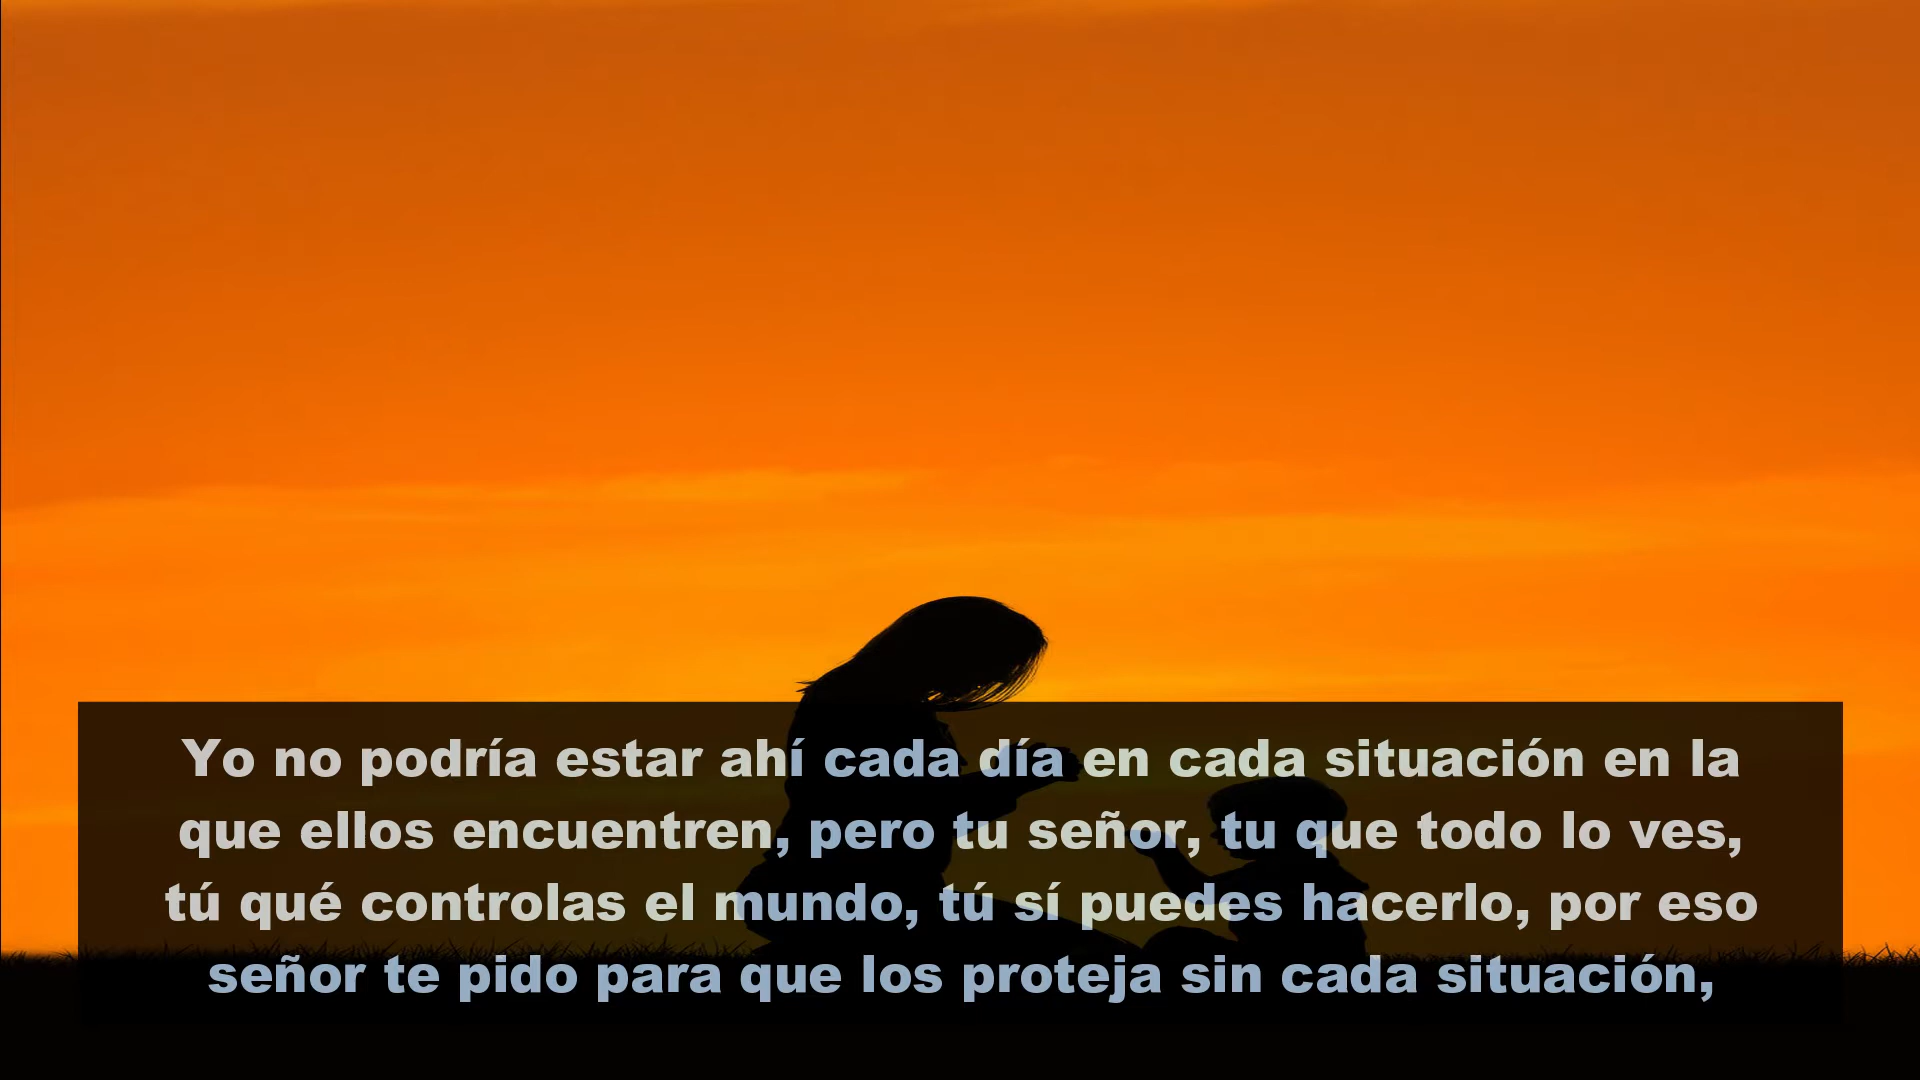 Yo no podría estar ahí cada día en cada situación en la
que ellos encuentren, pero tu señor, tu que todo lo ves,
tú qué controlas el mundo, tú sí puedes hacerlo, por eso
señor te pido para que los proteja sin cada situación,